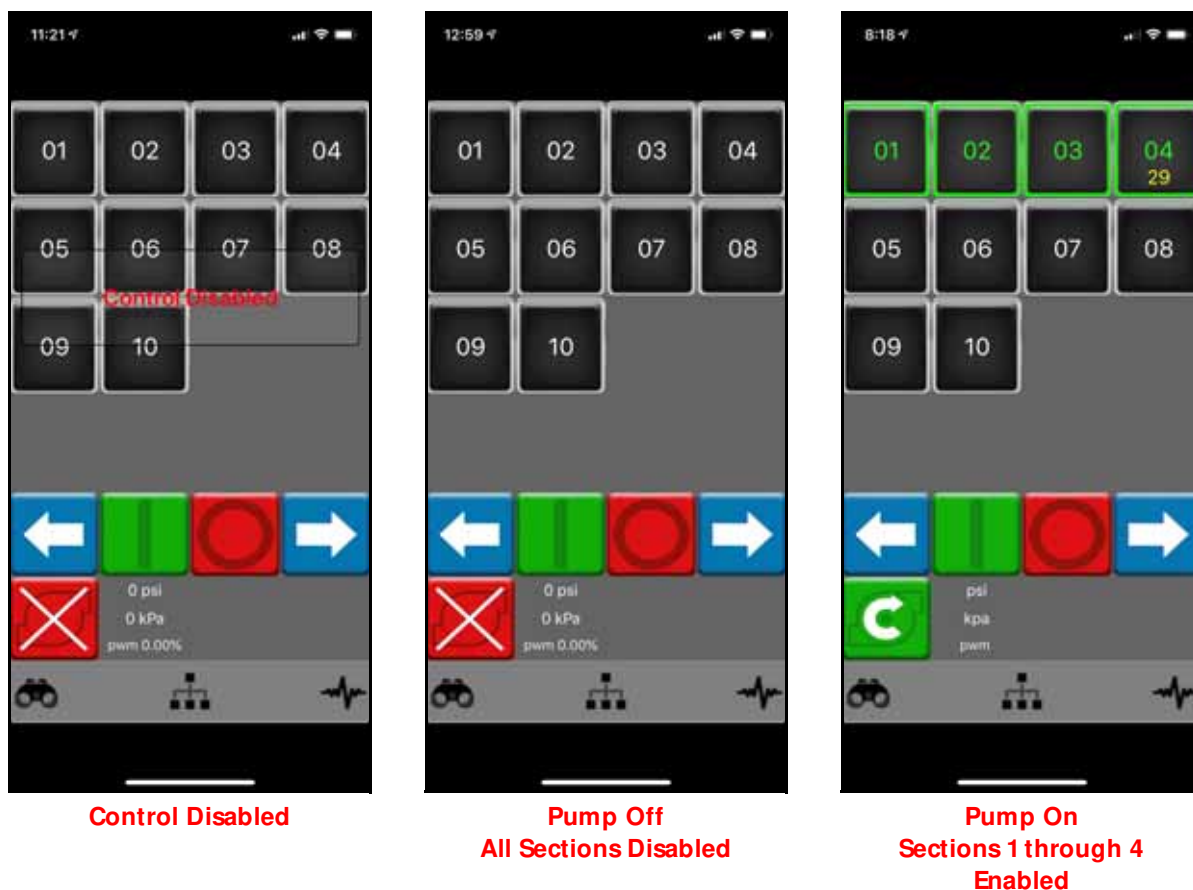 11:21
01 02 03 04
05 06 07 08
Control Disabled
09 10
0 psi
0 kPa
pwm 0.00%
Control Disabled
12:59
01 02 03 04
05 06 07 08
09 10
0 psi
0 kPa
pwm 0.00%
Pump Off
All Sections Disabled
8:18
01 02 03 04
29
05 06 07 08
09 10
psi
kpa
pwm
Pump On
Sections 1 through 4
Enabled